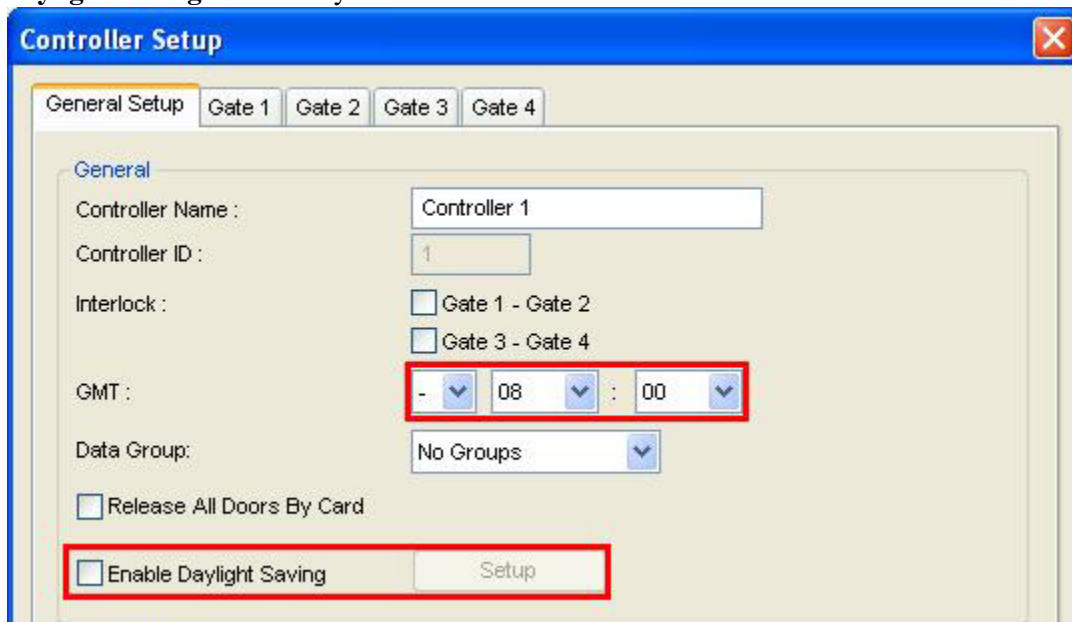 Controller Setup
General Setup Gate 1 Gate 2 Gate 3 Gate 4
General
Controller Name : Controller 1
Controller ID : 1
Interlock : Gate 1 - Gate 2
Gate 3 - Gate 4
GMT : - 08 : 00
Data Group: No Groups
Release All Doors By Card
Enable Daylight Saving Setup